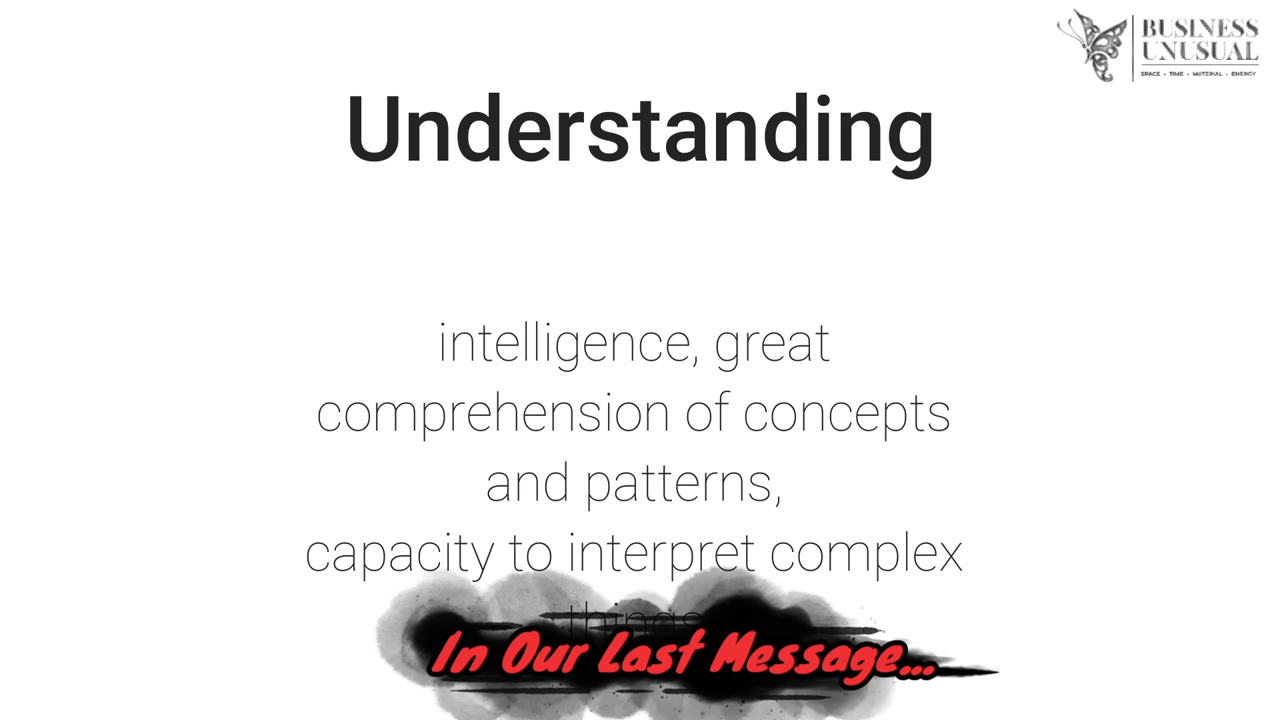 BUSINESS
UNUSUAL
SPACE • TIME • MATERIAL • ENERGY
Understanding
intelligence, great
comprehension of concepts
and patterns,
capacity to interpret complex
things
In Our Last Message...